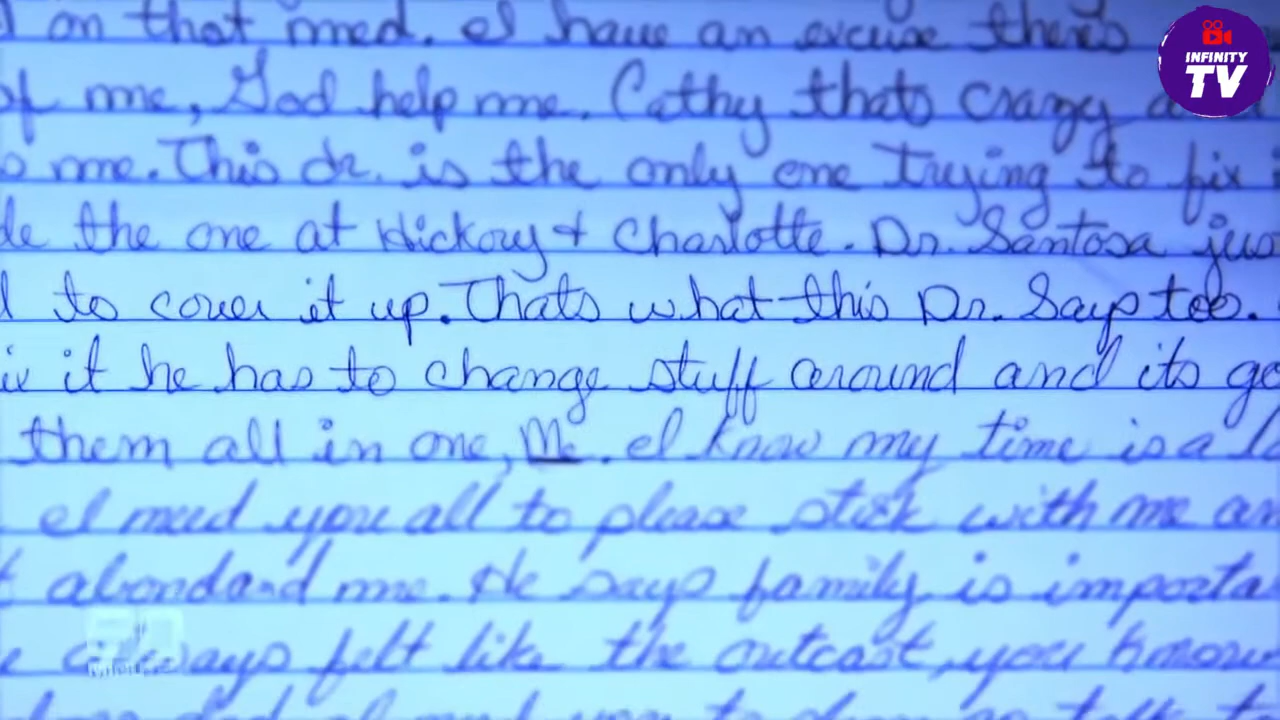 on that med. I have an excuse there's
of me, God help me. Cathy thats crazy
me. This dr. is the only one trying to fix
the one at Hickory & Charlotte. Dr. Santosa
to cover it up. Thats what this Dr. Says too.
it he has to change stuff around and its
them all in one, Me. I know my time is a
I need you all to please stick with me
abondand me. He says family is
always felt like the outcast, you
INFINITY
TV